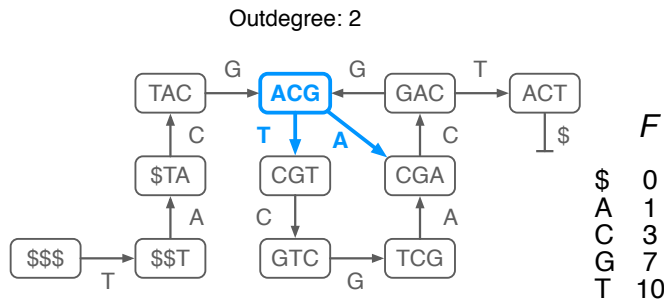 Outdegree: 2
G G T
TAC ACG GAC ACT
C T A C $
$TA CGT CGA
A C A
$$$ $$T GTC TCG
T G
F
$ 0
A 1
C 3
G 7
T 10